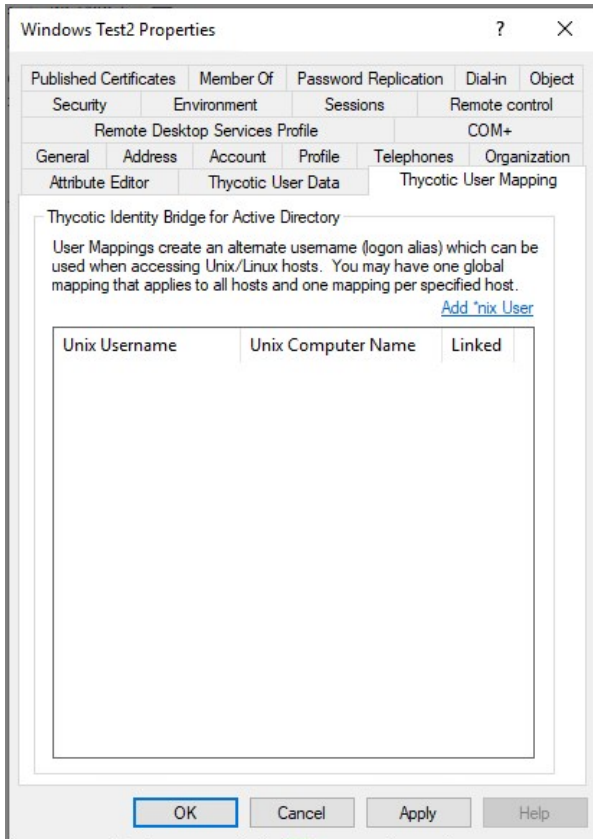 Windows Test2 Properties ? ×
Published Certificates Member Of Password Replication Dial-in Object
Security Environment Sessions Remote control
Remote Desktop Services Profile COM+
General Address Account Profile Telephones Organization
Attribute Editor Thycotic User Data Thycotic User Mapping
Thycotic Identity Bridge for Active Directory
User Mappings create an alternate username (logon alias) which can be
used when accessing Unix/Linux hosts. You may have one global
mapping that applies to all hosts and one mapping per specified host.
Add *nix User
Unix Username Unix Computer Name Linked
OK Cancel Apply Help